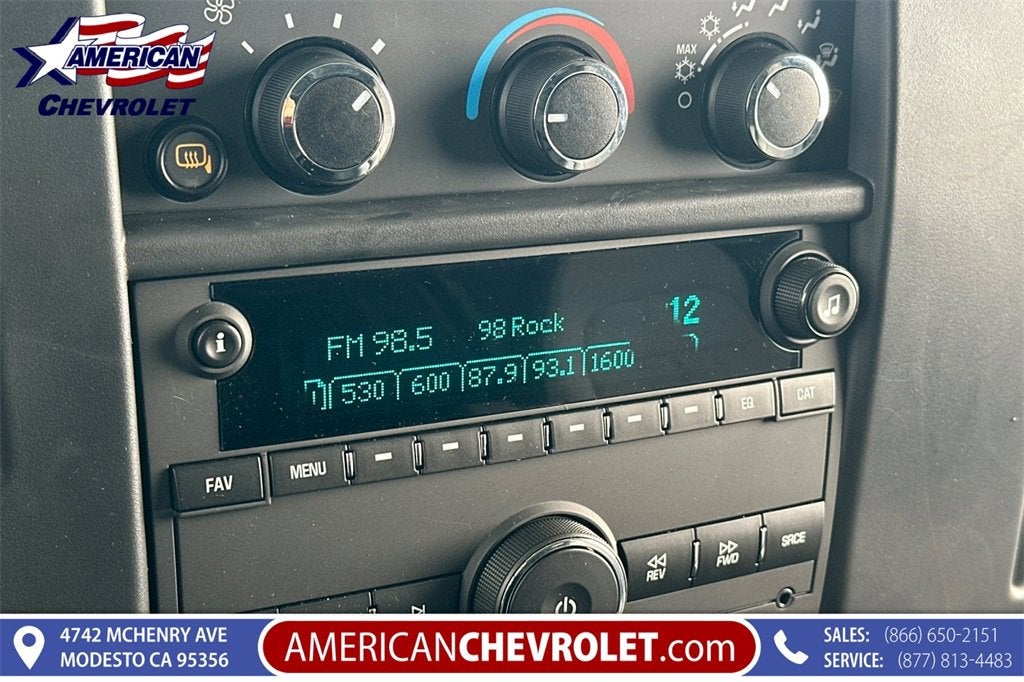 AMERICAN
CHEVROLET
MAX
FM 98.5 98 Rock 12
530 600 87.9 93.1 1600
FAV MENU EQ CAT
REV FWD SRCE
4742 MCHENRY AVE
MODESTO CA 95356
AMERICANCHEVROLET.com
SALES: (866) 650-2151
SERVICE: (877) 813-4483